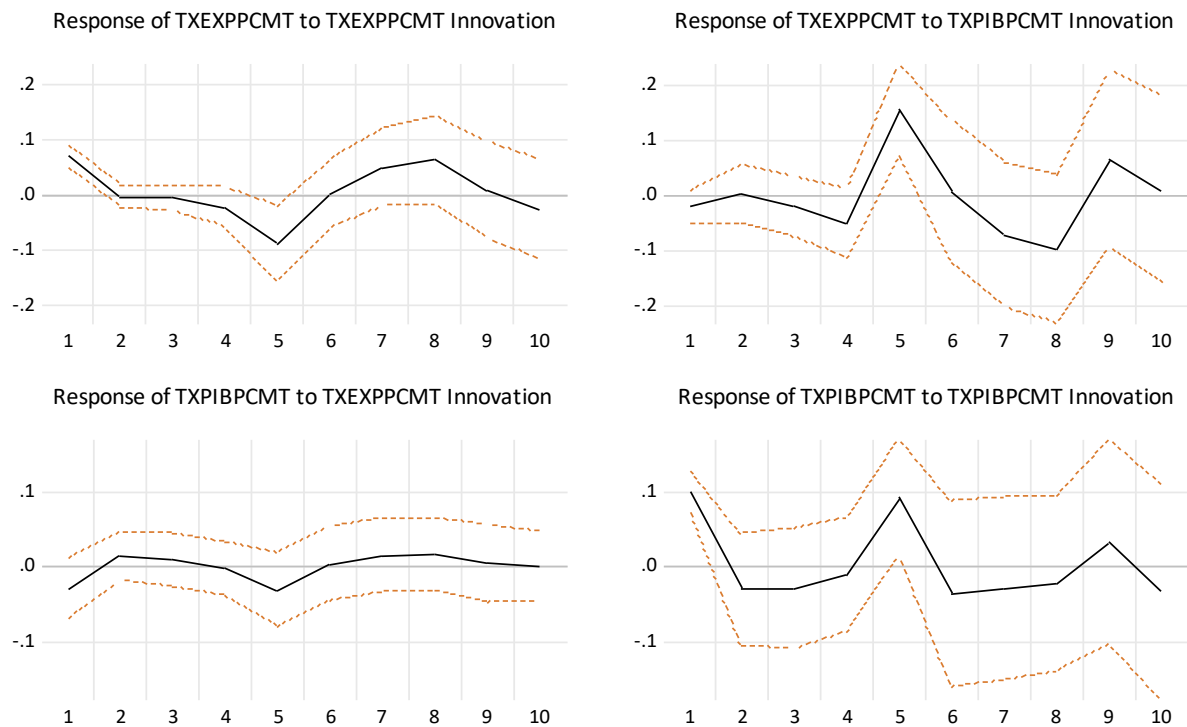 Response of TXEXPPCMT to TXEXPPCMT Innovation
.2
.1
.0
-.1
-.2
1 2 3 4 5 6 7 8 9 10
Response of TXEXPPCMT to TXPIBPCMT Innovation
.2
.1
.0
-.1
-.2
1 2 3 4 5 6 7 8 9 10
Response of TXPIBPCMT to TXEXPPCMT Innovation
.1
.0
-.1
1 2 3 4 5 6 7 8 9 10
Response of TXPIBPCMT to TXPIBPCMT Innovation
.1
.0
-.1
1 2 3 4 5 6 7 8 9 10